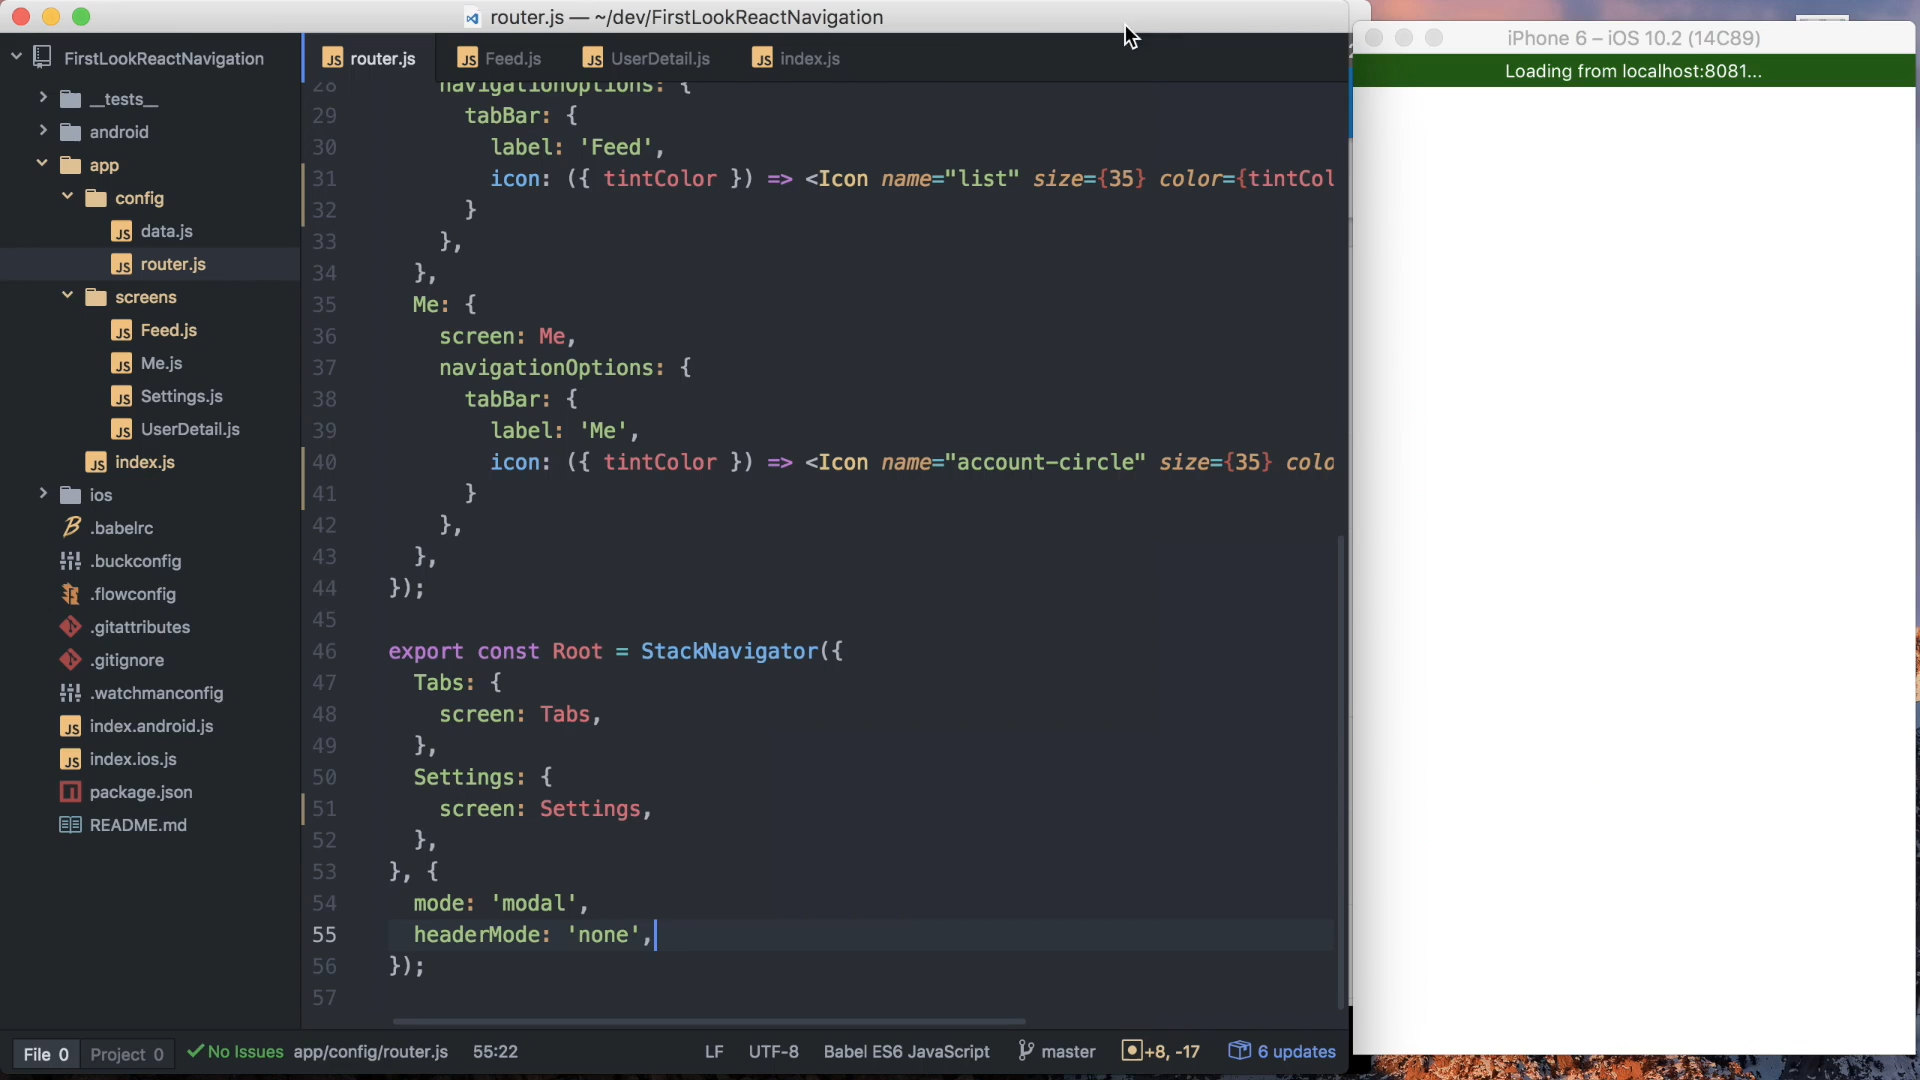 router.js — ~/dev/FirstLookReactNavigation
FirstLookReactNavigation
__tests__
android
app
config
data.js
router.js
screens
Feed.js
Me.js
Settings.js
UserDetail.js
index.js
ios
.babelrc
.buckconfig
.flowconfig
.gitattributes
.gitignore
.watchmanconfig
index.android.js
index.ios.js
package.json
README.md
router.js
Feed.js
UserDetail.js
index.js
28 navigationOptions: {
29 tabBar: {
30 label: 'Feed',
31 icon: ({ tintColor }) => <Icon name="list" size={35} color={tintCol
32 }
33 },
34 },
35 Me: {
36 screen: Me,
37 navigationOptions: {
38 tabBar: {
39 label: 'Me',
40 icon: ({ tintColor }) => <Icon name="account-circle" size={35} colo
41 }
42 },
43 },
44 });
45
46 export const Root = StackNavigator({
47 Tabs: {
48 screen: Tabs,
49 },
50 Settings: {
51 screen: Settings,
52 },
53 }, {
54 mode: 'modal',
55 headerMode: 'none',
56 });
57
File 0 Project 0 No Issues app/config/router.js 55:22 LF UTF-8 Babel ES6 JavaScript master +8, -17 6 updates
iPhone 6 – iOS 10.2 (14C89)
Loading from localhost:8081...